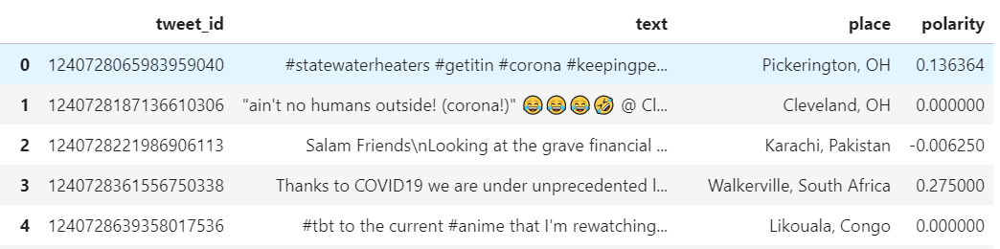 tweet_id text place polarity
0 1240728065983959040 #statewaterheaters #getitin #corona #keepingpe... Pickerington, OH 0.136364
1 1240728187136610306 "ain't no humans outside! (corona!)" 😂😂😂🤣 @ Cl... Cleveland, OH 0.000000
2 1240728221986906113 Salam Friends\nLooking at the grave financial ... Karachi, Pakistan -0.006250
3 1240728361556750338 Thanks to COVID19 we are under unprecedented l... Walkerville, South Africa 0.275000
4 1240728639358017536 #tbt to the current #anime that I'm rewatching... Likouala, Congo 0.000000